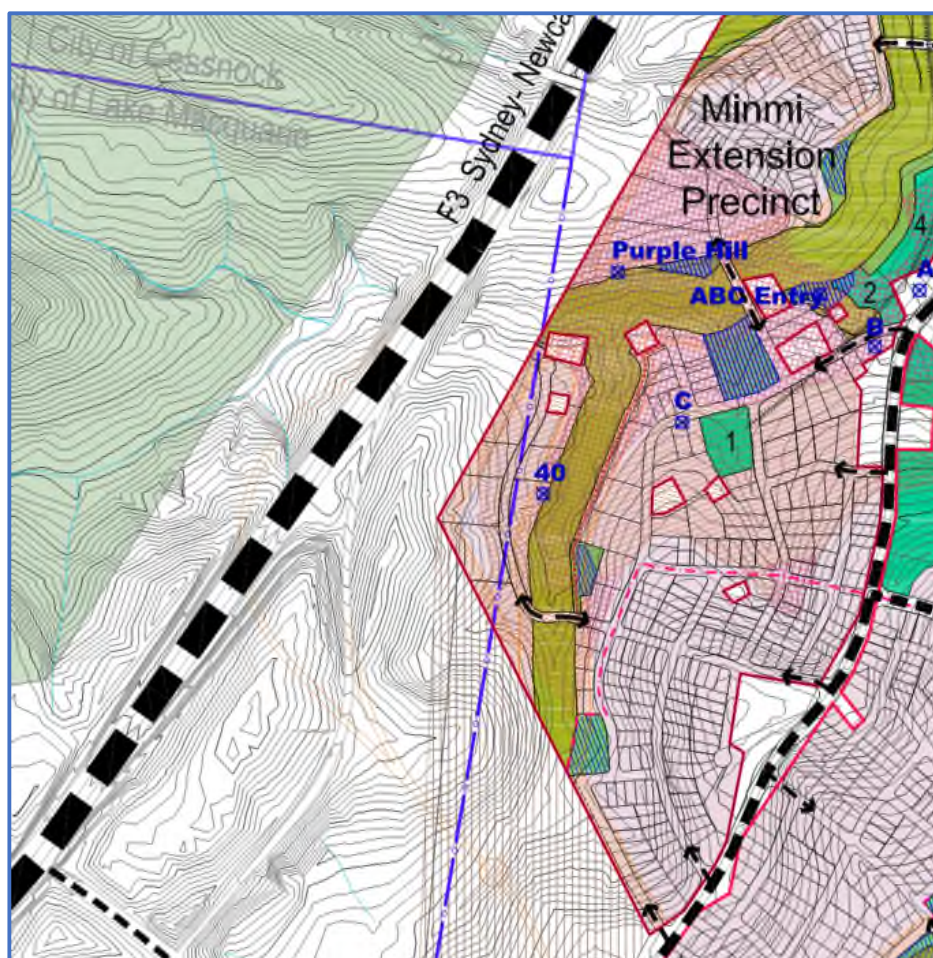 City of Cessnock
City of Lake Macquarie
F3 Sydney-Newca
Minmi
Extension
Precinct
Purple Hill
ABC Entry
4
2
A
B
C
1
40